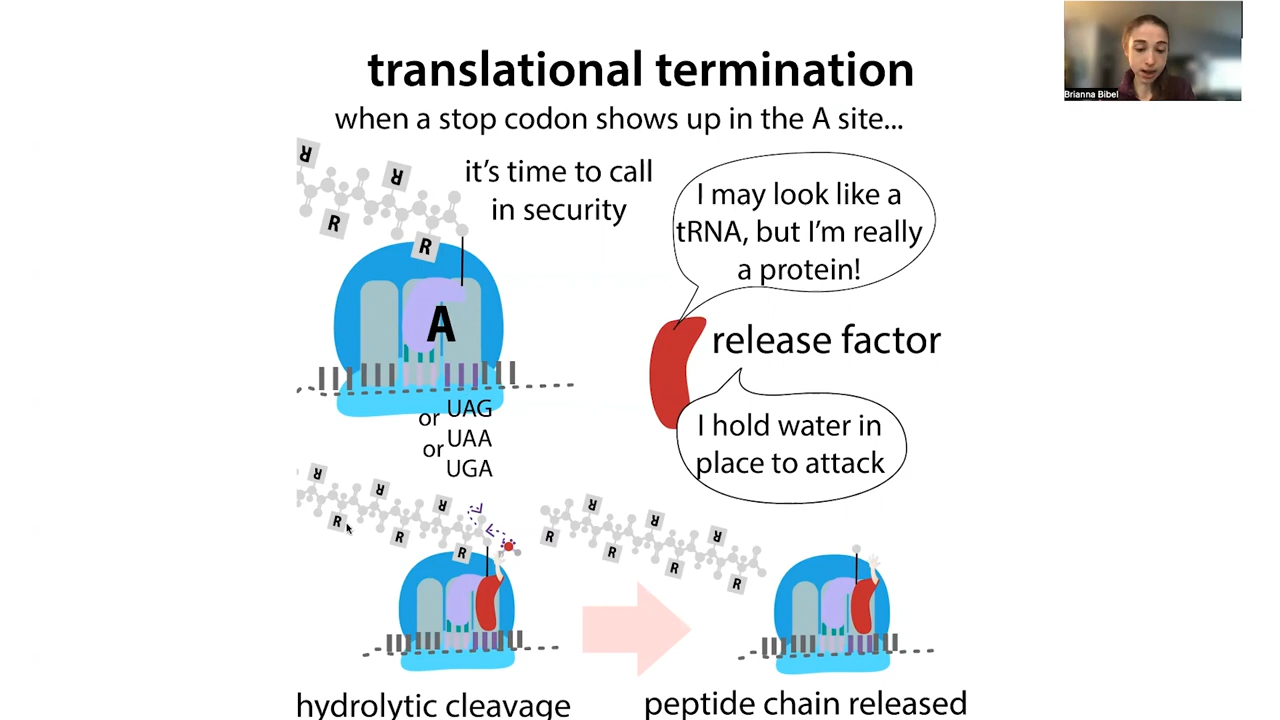 translational termination
when a stop codon shows up in the A site...
it's time to call
in security
I may look like a
tRNA, but I'm really
a protein!
R
R
R
R
A
release factor
UAG
or
UAA
or
UGA
I hold water in
place to attack
R
R
R
R
R
R
R
R
R
R
R
R
R
hydrolytic cleavage
peptide chain released
Brianna Bibel